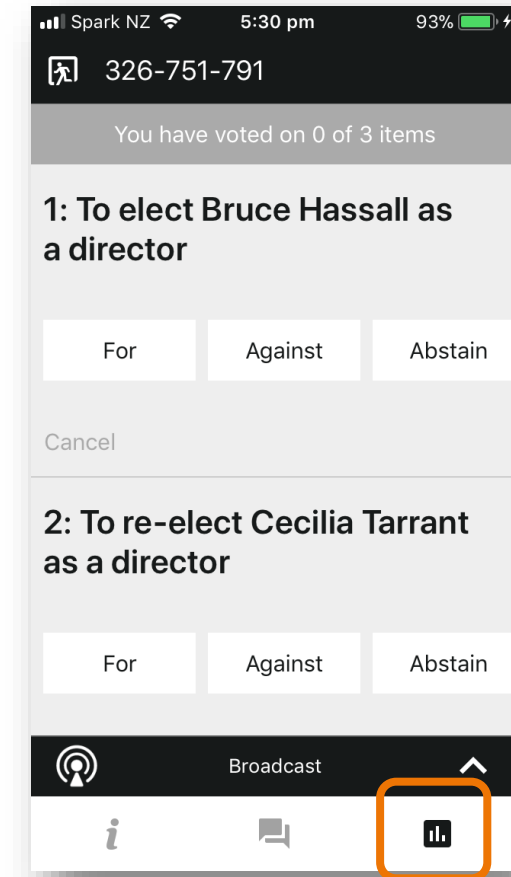 Spark NZ 5:30 pm 93%
326-751-791
You have voted on 0 of 3 items
1: To elect Bruce Hassall as
a director
For Against Abstain
Cancel
2: To re-elect Cecilia Tarrant
as a director
For Against Abstain
Broadcast
i